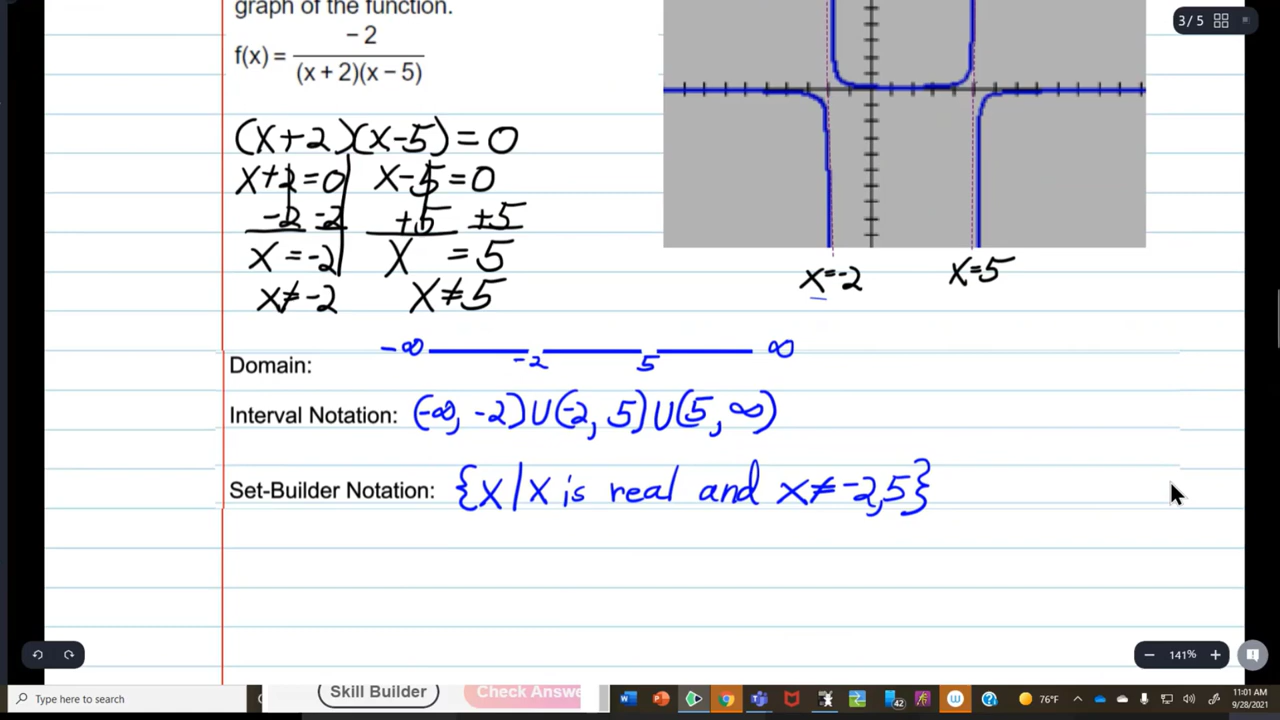 graph of the function.
3/5
f(x) = -2 / (x + 2)(x − 5)
(x+2)(x-5)=0
x+2=0 x-5=0
-2 -2 +5 +5
x = -2 x = 5
x≠-2 x≠5
x=-2 x=5
-∞ -2 5 ∞
Domain:
Interval Notation: (-∞, -2)∪(-2, 5)∪(5, ∞)
Set-Builder Notation: {x/x is real and x≠-2,5}
141%
Skill Builder Check Answe
Type here to search
42
76°F
11:01 AM
9/28/2021